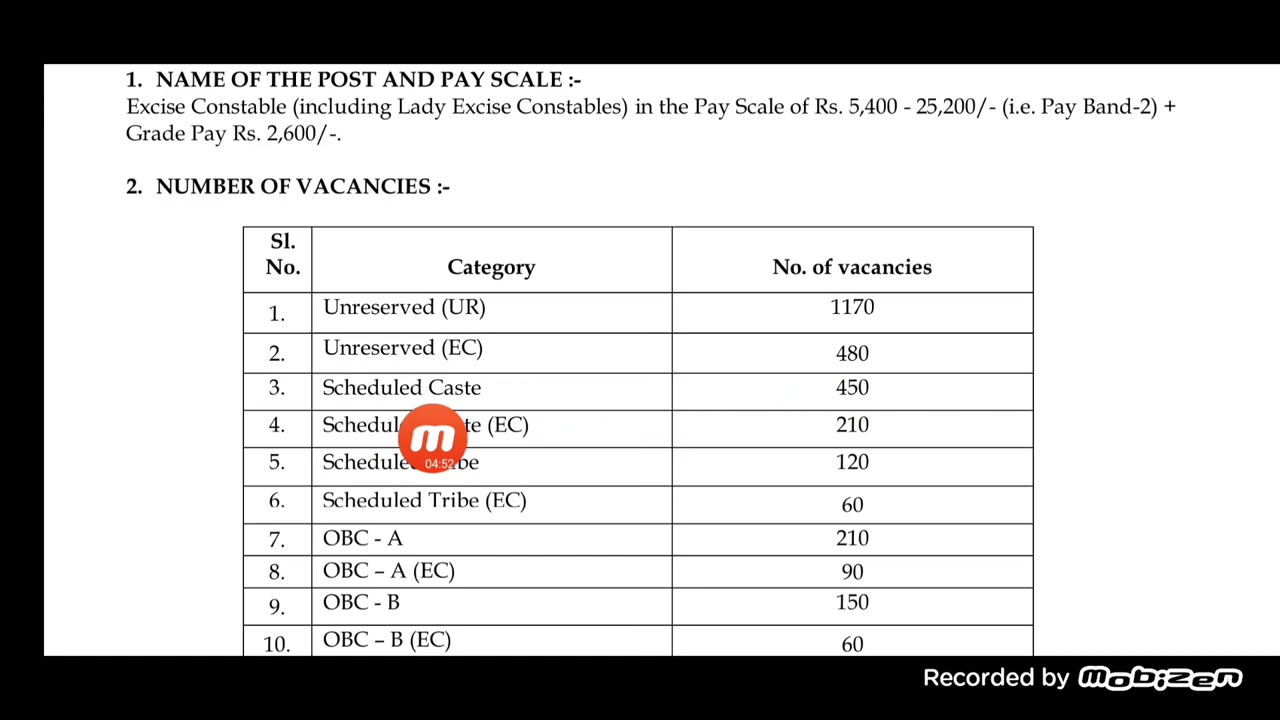 1. NAME OF THE POST AND PAY SCALE :-
Excise Constable (including Lady Excise Constables) in the Pay Scale of Rs. 5,400 - 25,200/- (i.e. Pay Band-2) +
Grade Pay Rs. 2,600/-.
2. NUMBER OF VACANCIES :-
Sl. No. Category No. of vacancies
1. Unreserved (UR) 1170
2. Unreserved (EC) 480
3. Scheduled Caste 450
4. (EC) 210
5. 120
6. Scheduled Tribe (EC) 60
7. OBC - A 210
8. OBC – A (EC) 90
9. OBC - B 150
10. OBC – B (EC) 60
m
04:52
Recorded by mobizen